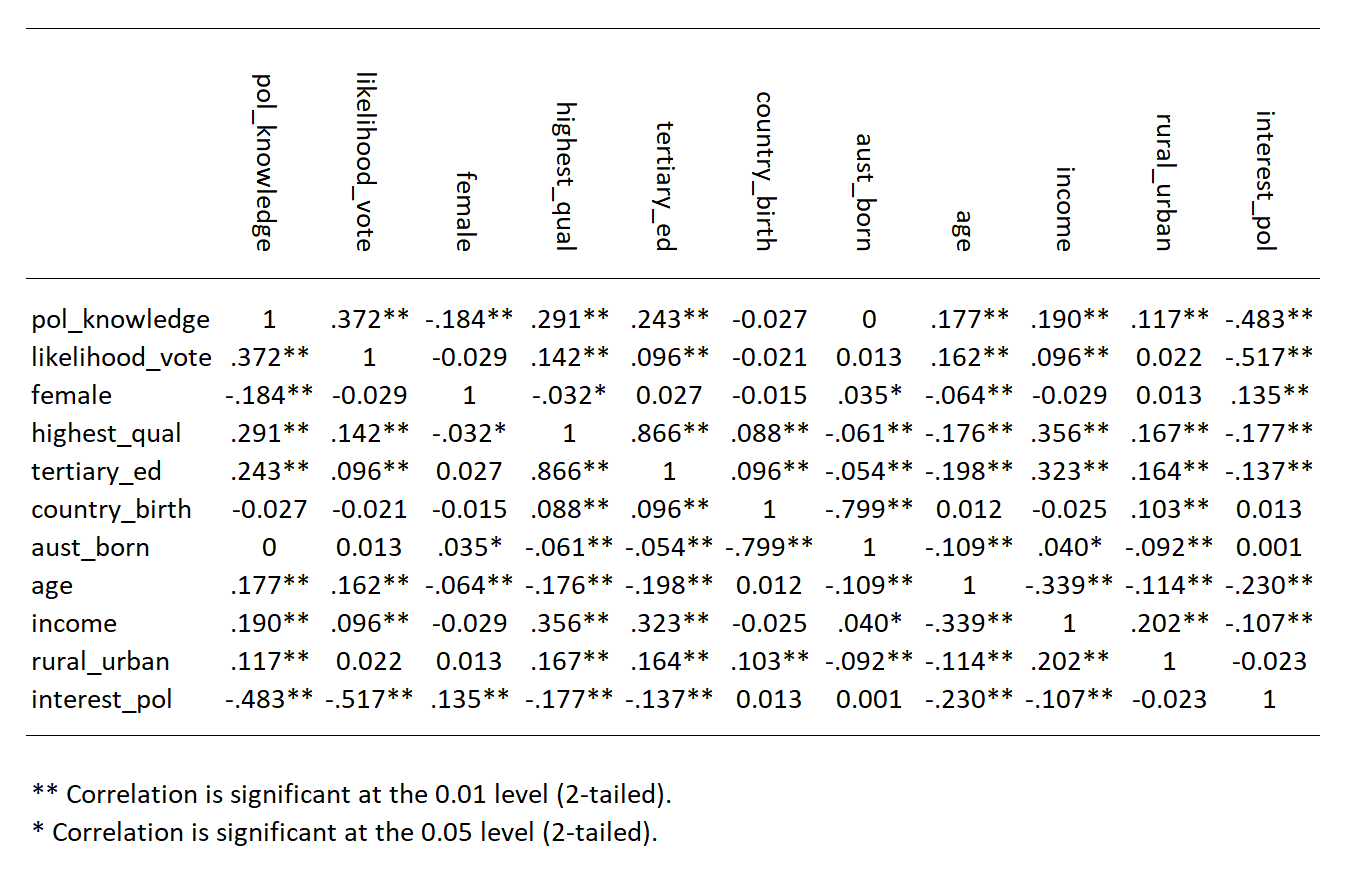 pol_knowledge likelihood_vote female highest_qual tertiary_ed country_birth aust_born age income rural_urban interest_pol
pol_knowledge 1 .372** -.184** .291** .243** -0.027 0 .177** .190** .117** -.483**
likelihood_vote .372** 1 -0.029 .142** .096** -0.021 0.013 .162** .096** 0.022 -.517**
female -.184** -0.029 1 -.032* 0.027 -0.015 .035* -.064** -0.029 0.013 .135**
highest_qual .291** .142** -.032* 1 .866** .088** -.061** -.176** .356** .167** -.177**
tertiary_ed .243** .096** 0.027 .866** 1 .096** -.054** -.198** .323** .164** -.137**
country_birth -0.027 -0.021 -0.015 .088** .096** 1 -.799** 0.012 -0.025 .103** 0.013
aust_born 0 0.013 .035* -.061** -.054** -.799** 1 -.109** .040* -.092** 0.001
age .177** .162** -.064** -.176** -.198** 0.012 -.109** 1 -.339** -.114** -.230**
income .190** .096** -0.029 .356** .323** -0.025 .040* -.339** 1 .202** -.107**
rural_urban .117** 0.022 0.013 .167** .164** .103** -.092** -.114** .202** 1 -0.023
interest_pol -.483** -.517** .135** -.177** -.137** 0.013 0.001 -.230** -.107** -0.023 1
** Correlation is significant at the 0.01 level (2-tailed).
* Correlation is significant at the 0.05 level (2-tailed).